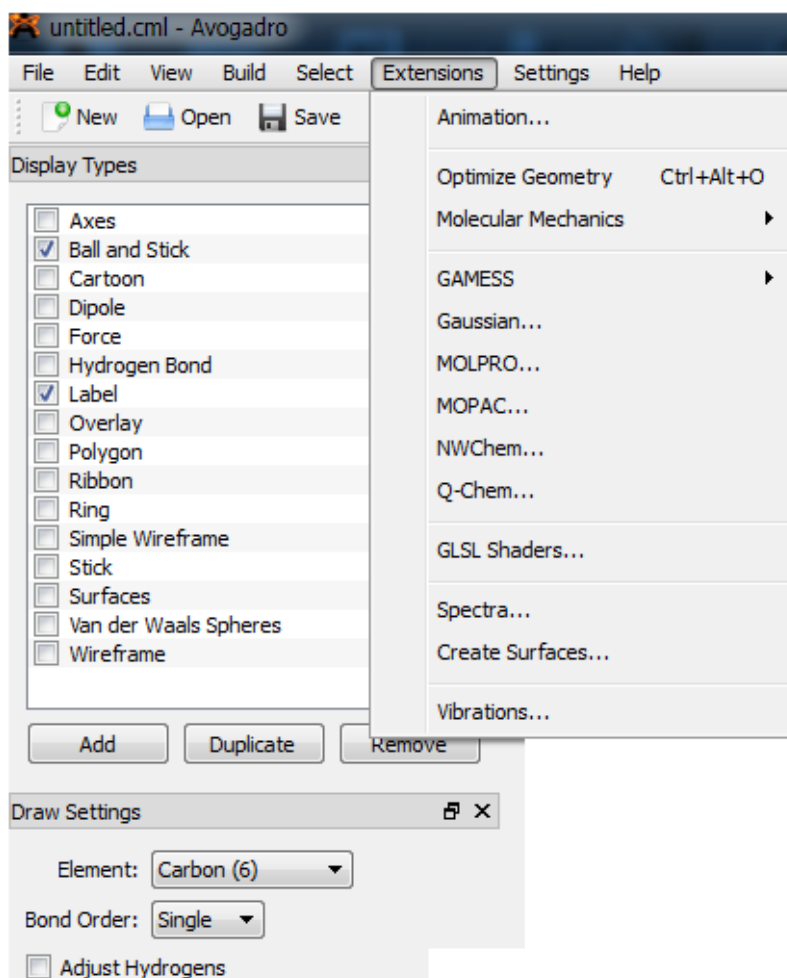 untitled.cml - Avogadro
File Edit View Build Select Extensions Settings Help
New Open Save
Animation...
Display Types
Optimize Geometry Ctrl+Alt+O
Molecular Mechanics
GAMESS
Gaussian...
MOLPRO...
MOPAC...
NWChem...
Q-Chem...
GLSL Shaders...
Spectra...
Create Surfaces...
Vibrations...
Axes
Ball and Stick
Cartoon
Dipole
Force
Hydrogen Bond
Label
Overlay
Polygon
Ribbon
Ring
Simple Wireframe
Stick
Surfaces
Van der Waals Spheres
Wireframe
Add Duplicate Remove
Draw Settings
Element: Carbon (6)
Bond Order: Single
Adjust Hydrogens